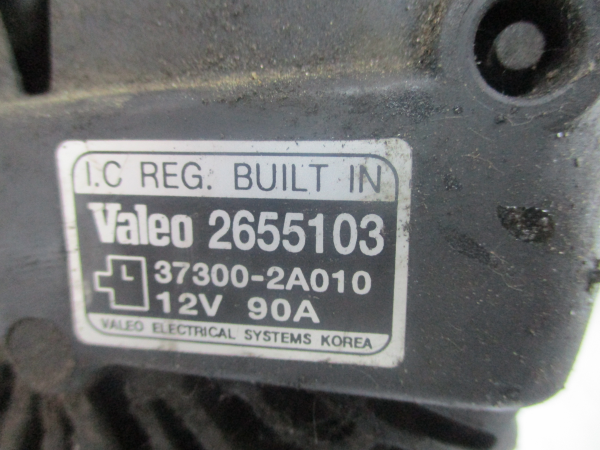 I.C REG. BUILT IN
Valeo 2655103
L 37300-2A010
12V 90A
VALEO ELECTRICAL SYSTEMS KOREA